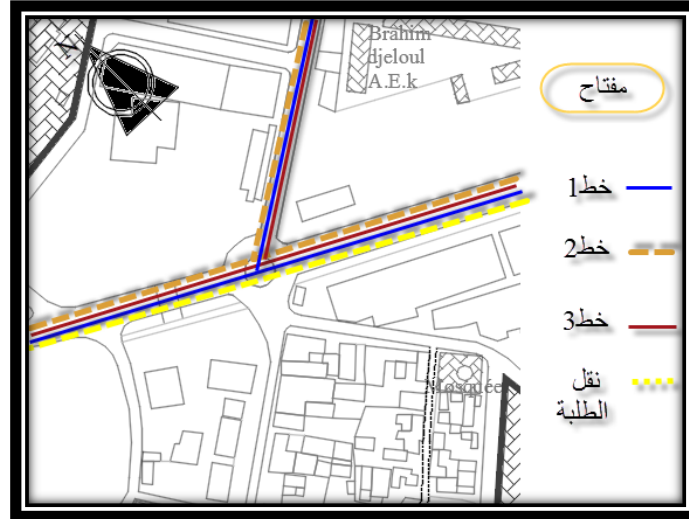 Brahim
djeloul
A.E.k
مفتاح
خط1
خط2
خط3
نقل
الطلبة
Mosquée